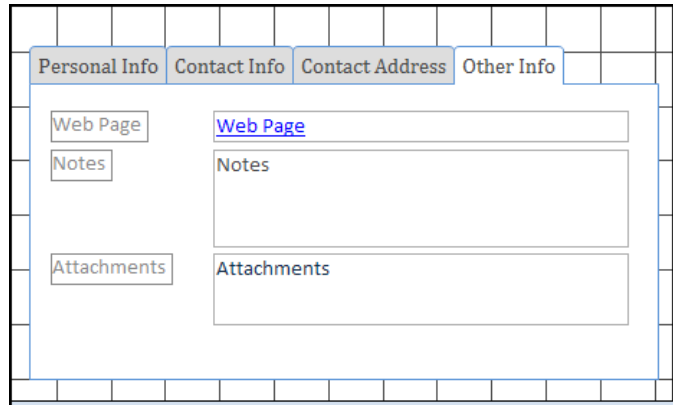 Personal Info Contact Info Contact Address Other Info
Web Page Web Page
Notes Notes
Attachments Attachments